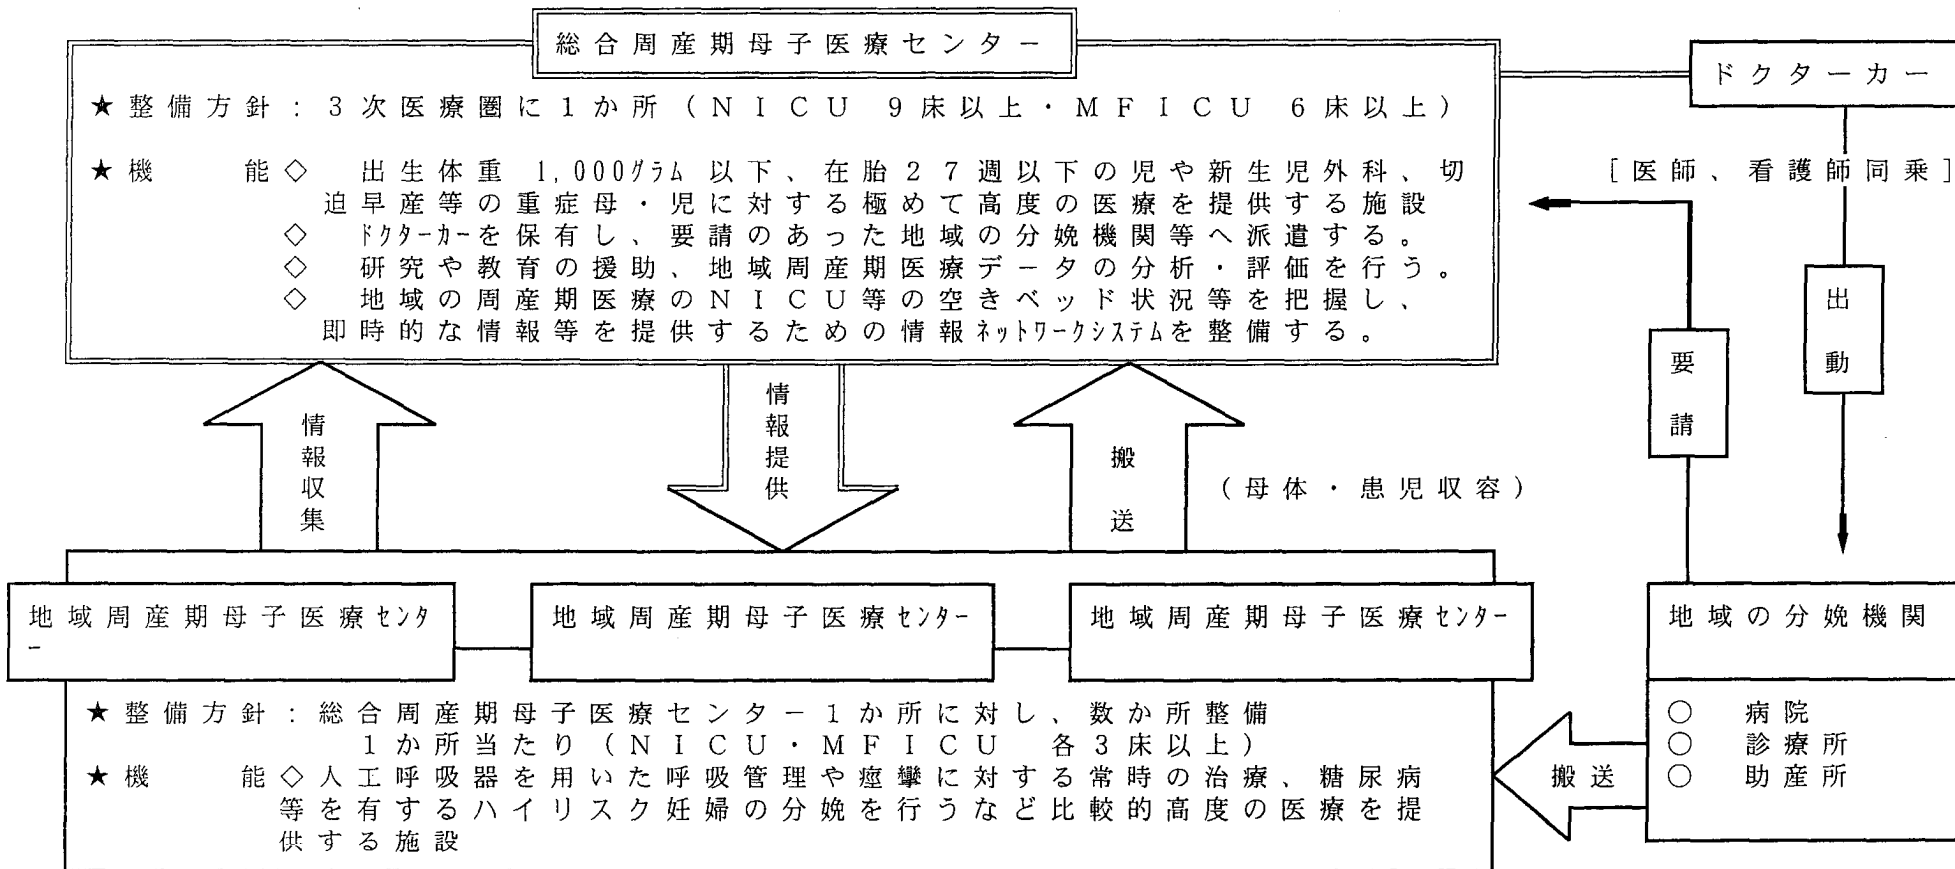 総合周産期母子医療センター
ドクターカー
★整備方針:3次医療圏に1か所(NICU 9床以上・MFICU 6床以上)
★機　　能◇　出生体重 1,000グラム 以下、在胎27週以下の児や新生児外科、切
迫早産等の重症母・児に対する極めて高度の医療を提供する施設
◇　ドクターカーを保有し、要請のあった地域の分娩機関等へ派遣する。
◇　研究や教育の援助、地域周産期医療データの分析・評価を行う。
◇　地域の周産期医療のNICU等の空きベッド状況等を把握し、
即時的な情報等を提供するための情報ネットワークシステムを整備する。
[医師、看護師同乗]
出動
要請
情報収集
情報提供
搬送
(母体・患児収容)
地域周産期母子医療センタ
ー
地域周産期母子医療センター
地域周産期母子医療センター
地域の分娩機関
★整備方針:総合周産期母子医療センター1か所に対し、数か所整備
1か所当たり(NICU・MFICU 各3床以上)
★機　　能◇人工呼吸器を用いた呼吸管理や痙攣に対する常時の治療、糖尿病
等を有するハイリスク妊婦の分娩を行うなど比較的高度の医療を提
供する施設
搬送
○　病院
○　診療所
○　助産所